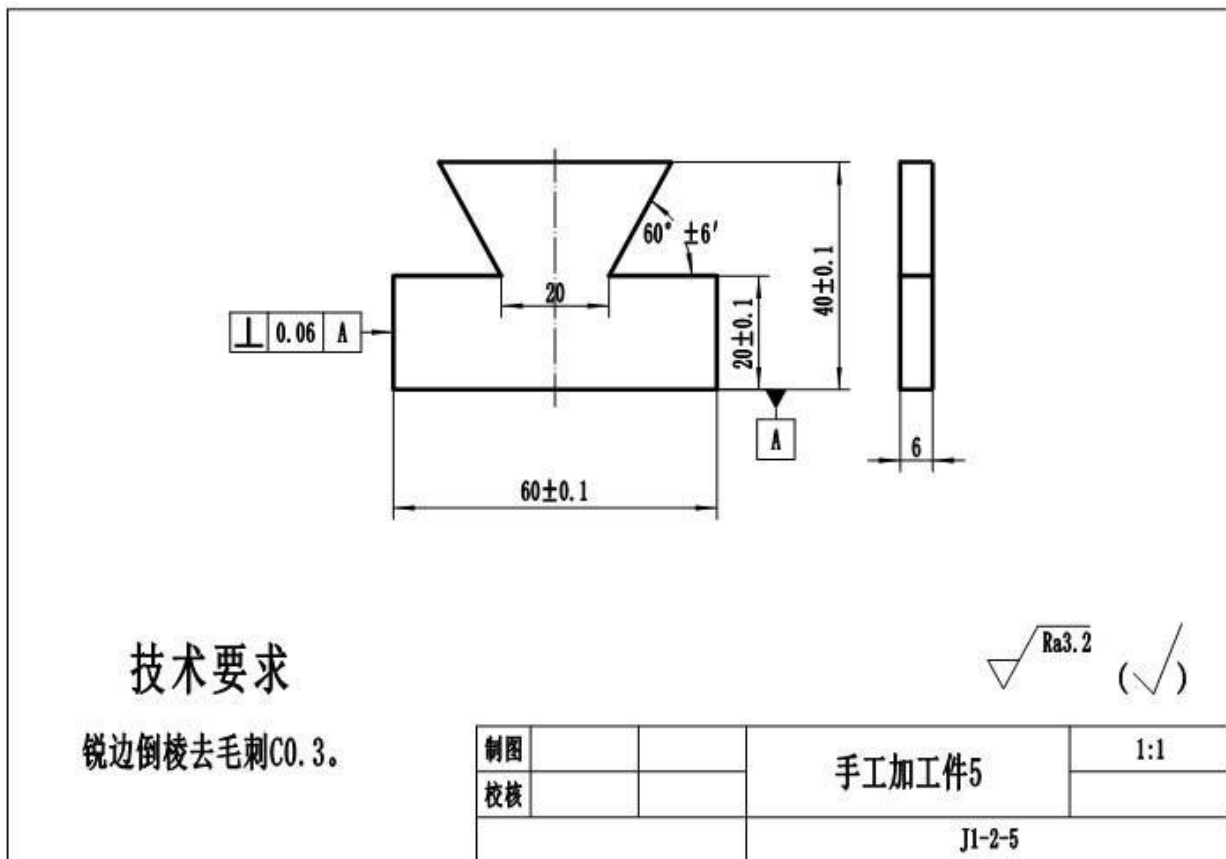 60° ±6′
20
20±0.1
40±0.1
⊥ 0.06 A
A
6
60±0.1
技术要求
锐边倒棱去毛刺C0.3。
Ra3.2
(√)
制图
校核
手工加工件5
1:1
J1-2-5